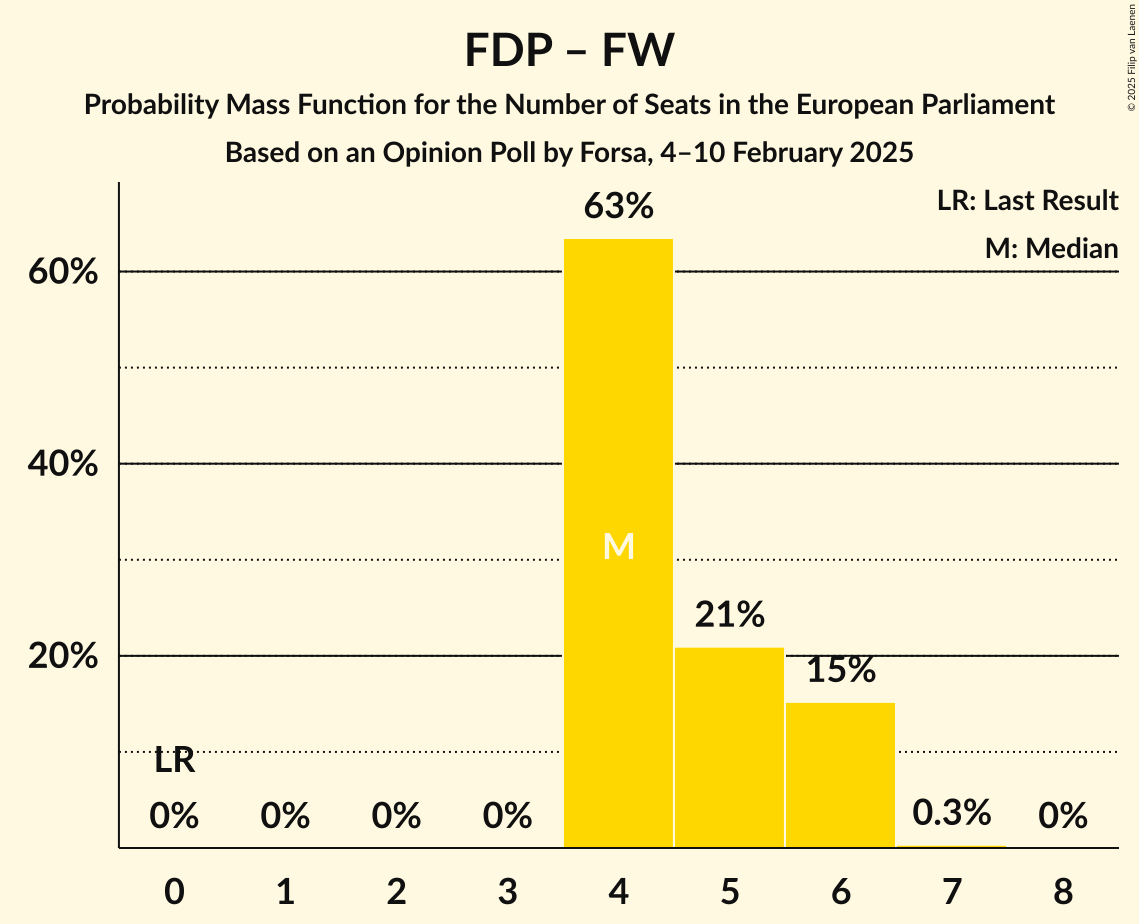 FDP – FW
Probability Mass Function for the Number of Seats in the European Parliament
Based on an Opinion Poll by Forsa, 4–10 February 2025
© 2025 Filip van Laenen
LR: Last Result
M: Median
63%
60%
40%
M
21%
20%
15%
LR
0%
0%
0%
0%
0.3%
0%
0
1
2
3
4
5
6
7
8